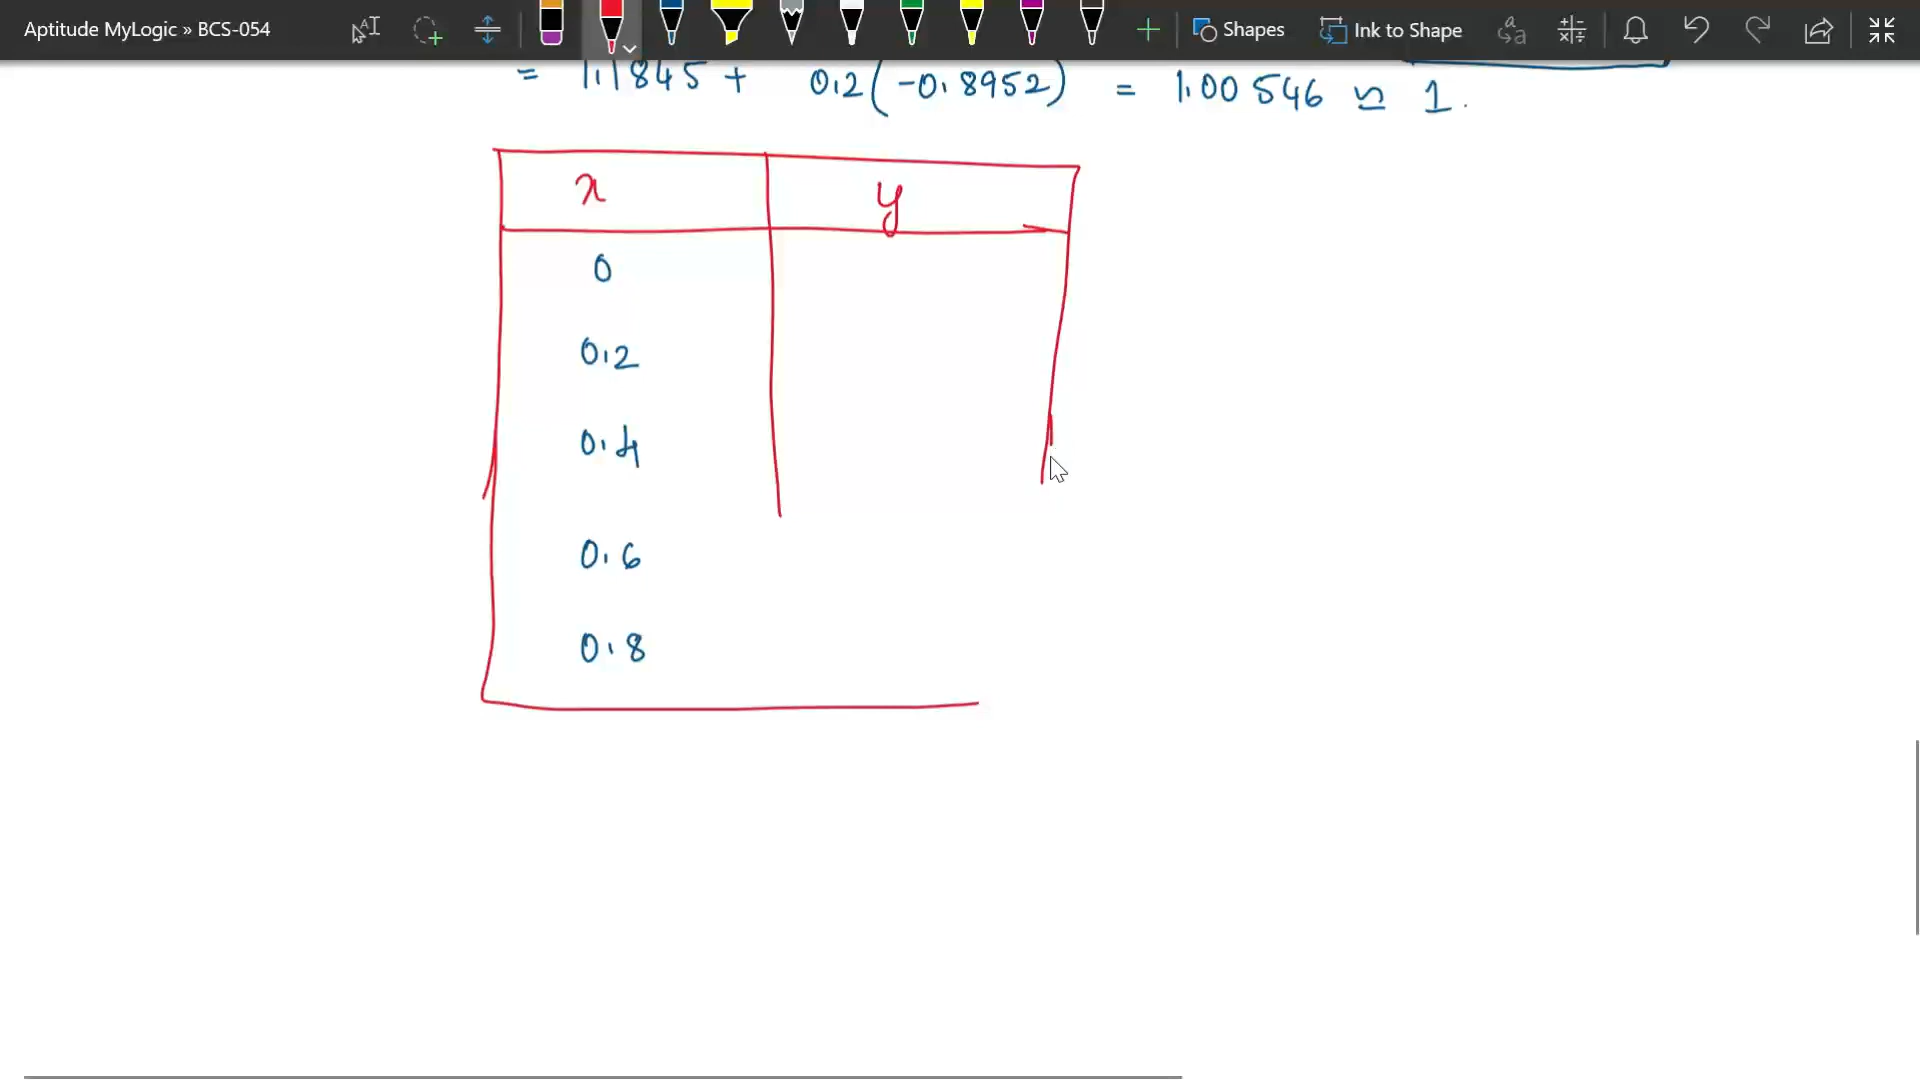 Aptitude MyLogic » BCS-054 Shapes Ink to Shape
= 1.1845 + 0.2(-0.8952) = 1.00546 ≌ 1.
x y
0
0.2
0.4
0.6
0.8